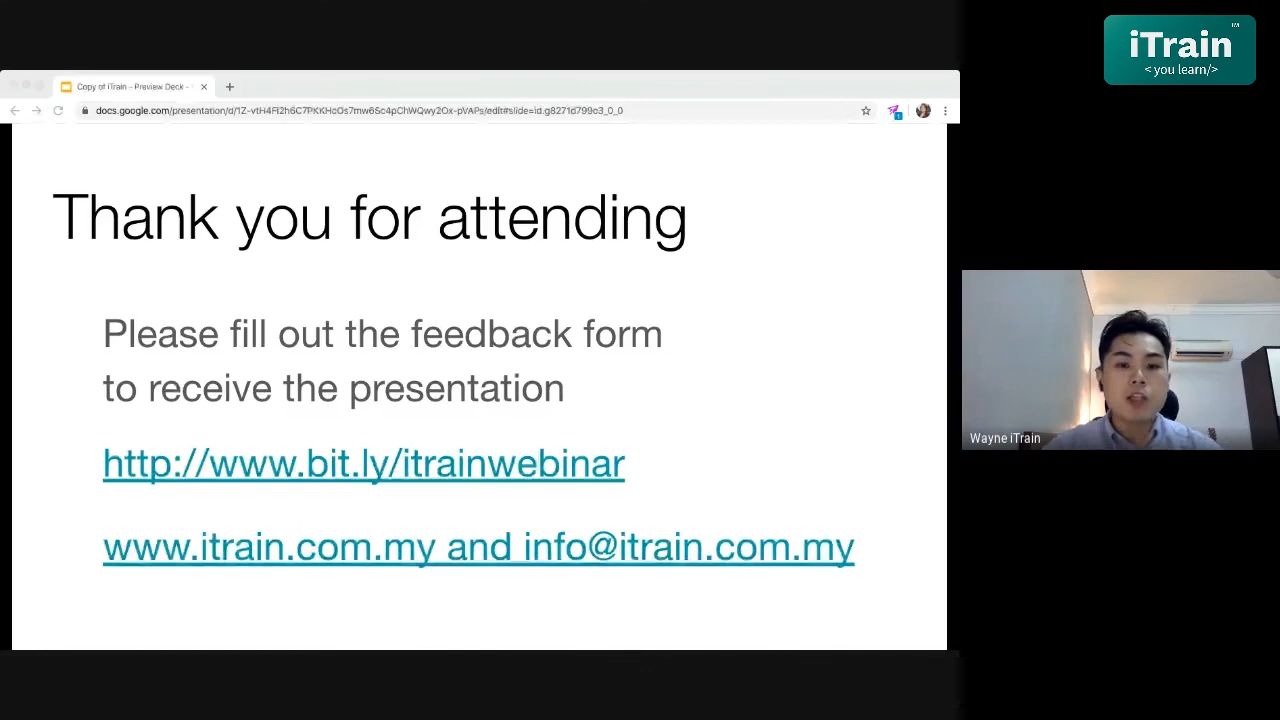 iTrain™
< you learn/>
Copy of iTrain - Preview Deck -
Thank you for attending
Please fill out the feedback form
to receive the presentation
http://www.bit.ly/itrainwebinar
www.itrain.com.my and info@itrain.com.my
Wayne iTrain